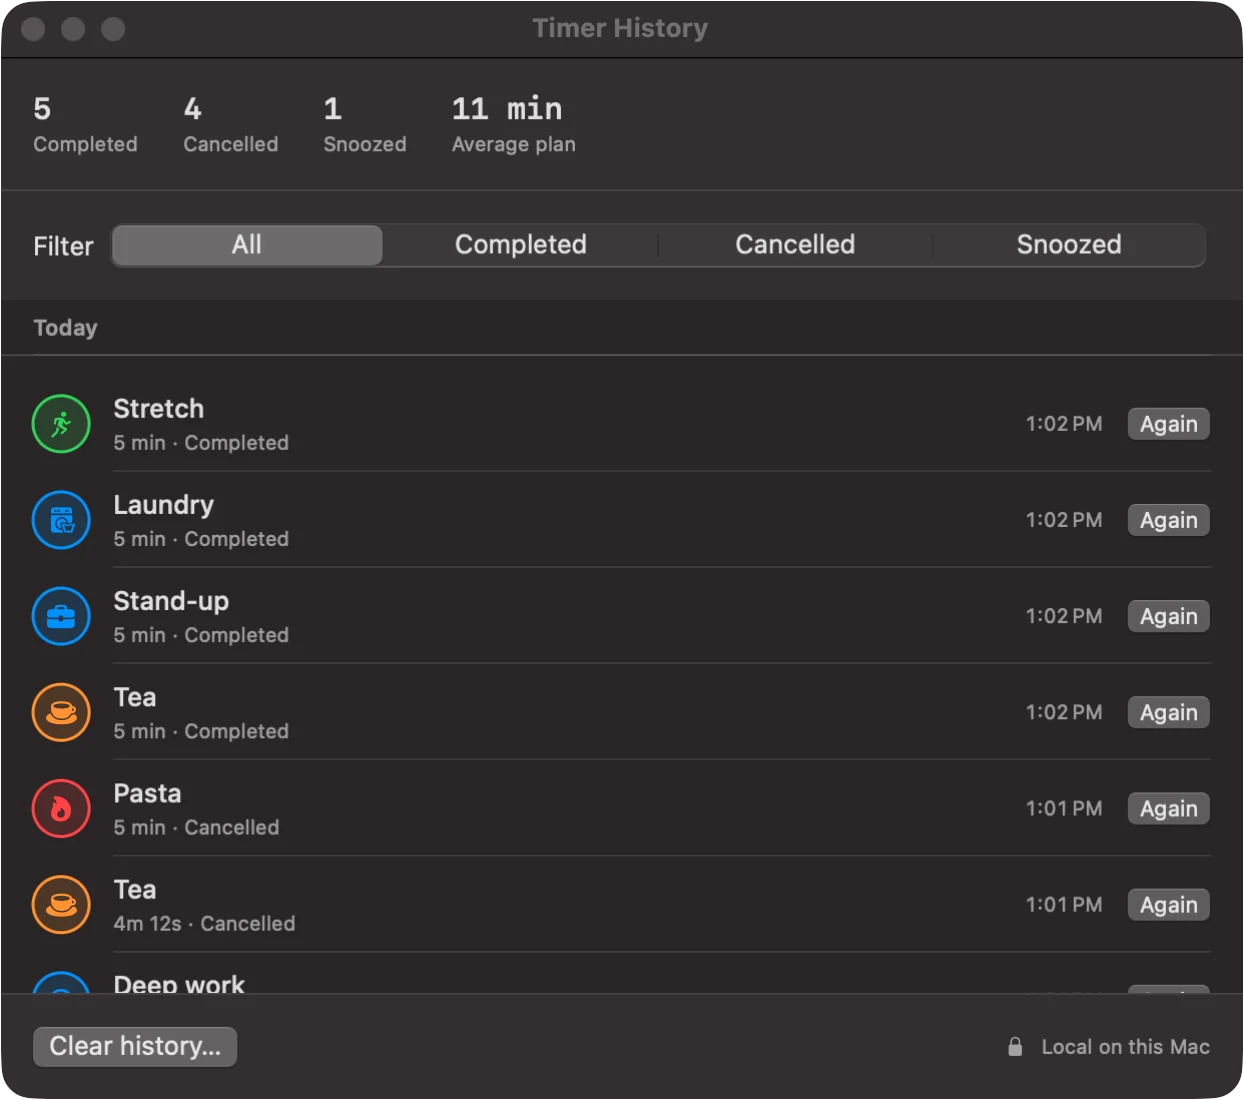 Timer History
5
Completed
4
Cancelled
1
Snoozed
11 min
Average plan
Filter
All
Completed
Cancelled
Snoozed
Today
Stretch
5 min · Completed
1:02 PM
Again
Laundry
5 min · Completed
1:02 PM
Again
Stand-up
5 min · Completed
1:02 PM
Again
Tea
5 min · Completed
1:02 PM
Again
Pasta
5 min · Cancelled
1:01 PM
Again
Tea
4m 12s · Cancelled
1:01 PM
Again
Deep work
Clear history...
Local on this Mac